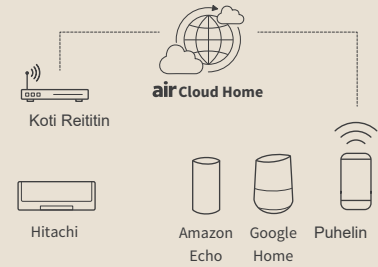 air Cloud Home
Koti Reititin
Hitachi
Amazon
Echo
Google
Home
Puhelin